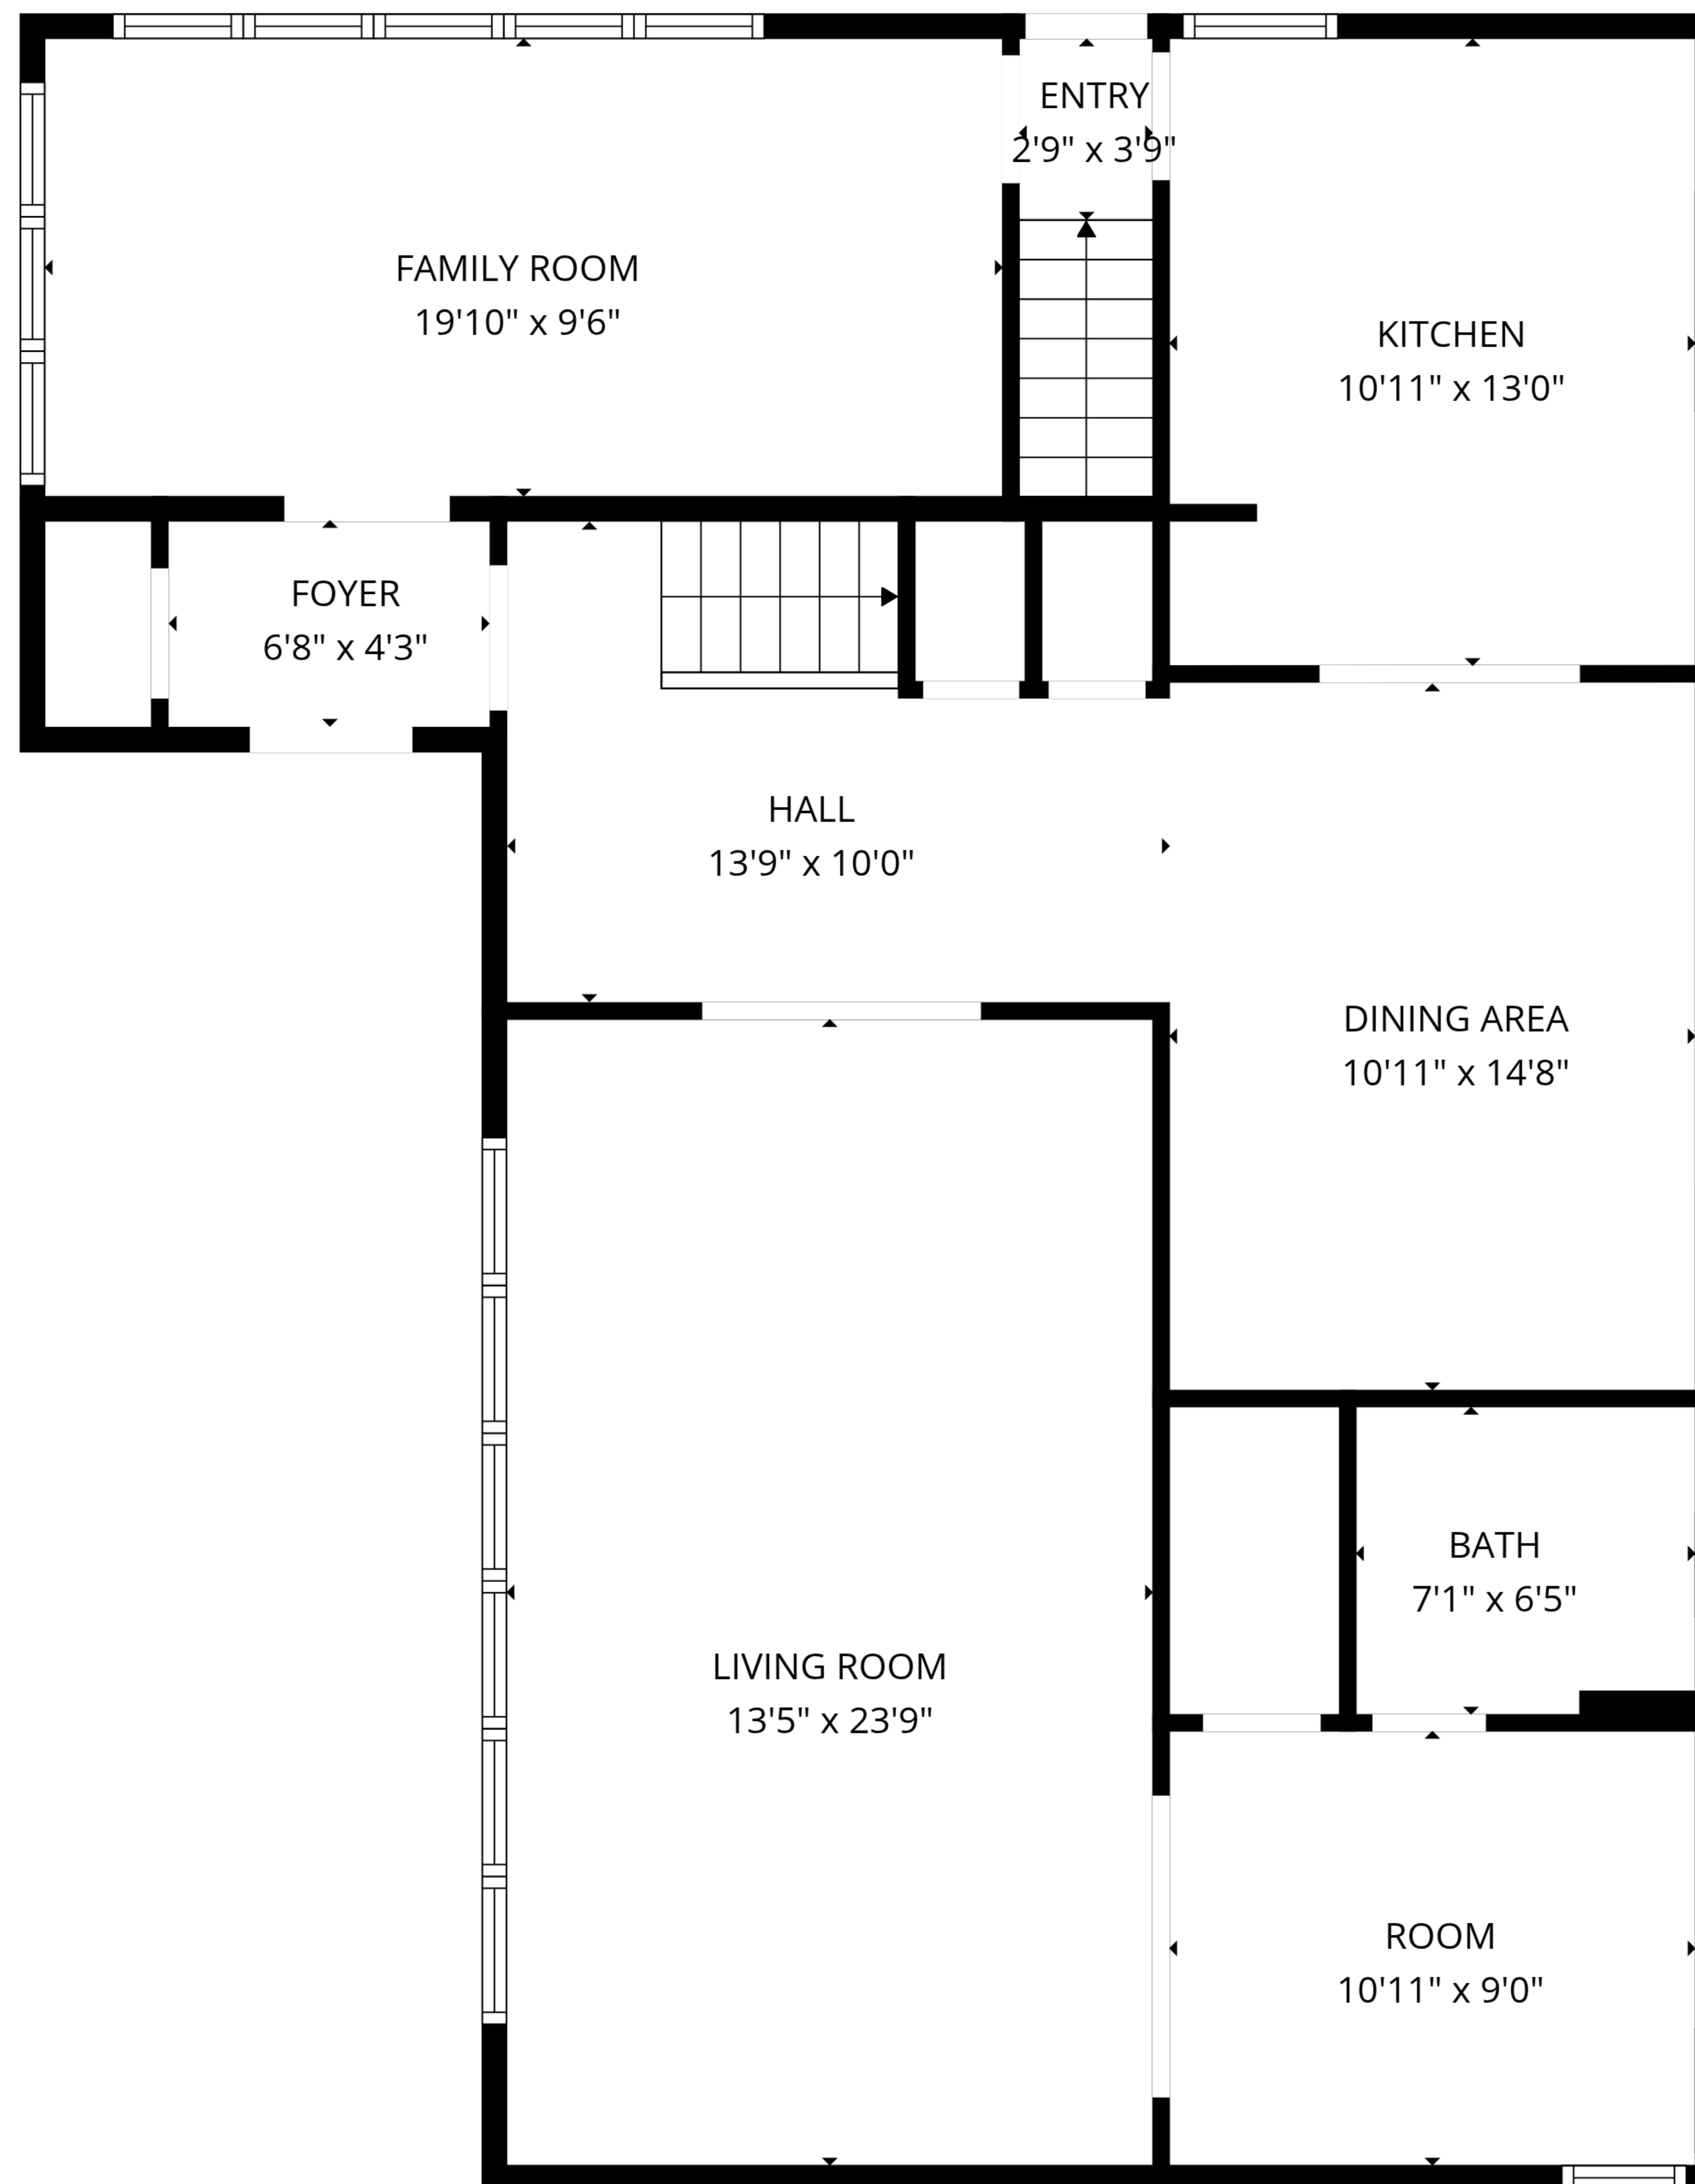 ENTRY
2'9" x 3'9"
FAMILY ROOM
19'10" x 9'6"
KITCHEN
10'11" x 13'0"
FOYER
6'8" x 4'3"
HALL
13'9" x 10'0"
DINING AREA
10'11" x 14'8"
BATH
7'1" x 6'5"
LIVING ROOM
13'5" x 23'9"
ROOM
10'11" x 9'0"